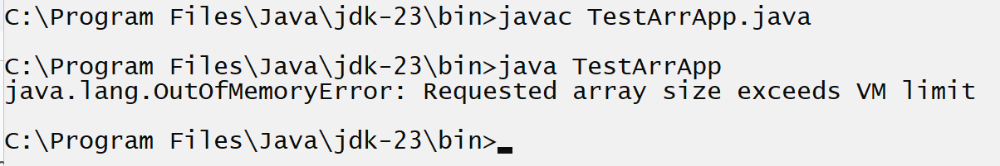 C:\Program Files\Java\jdk-23\bin>javac TestArrApp.java
C:\Program Files\Java\jdk-23\bin>java TestArrApp
java.lang.OutOfMemoryError: Requested array size exceeds VM limit
C:\Program Files\Java\jdk-23\bin>